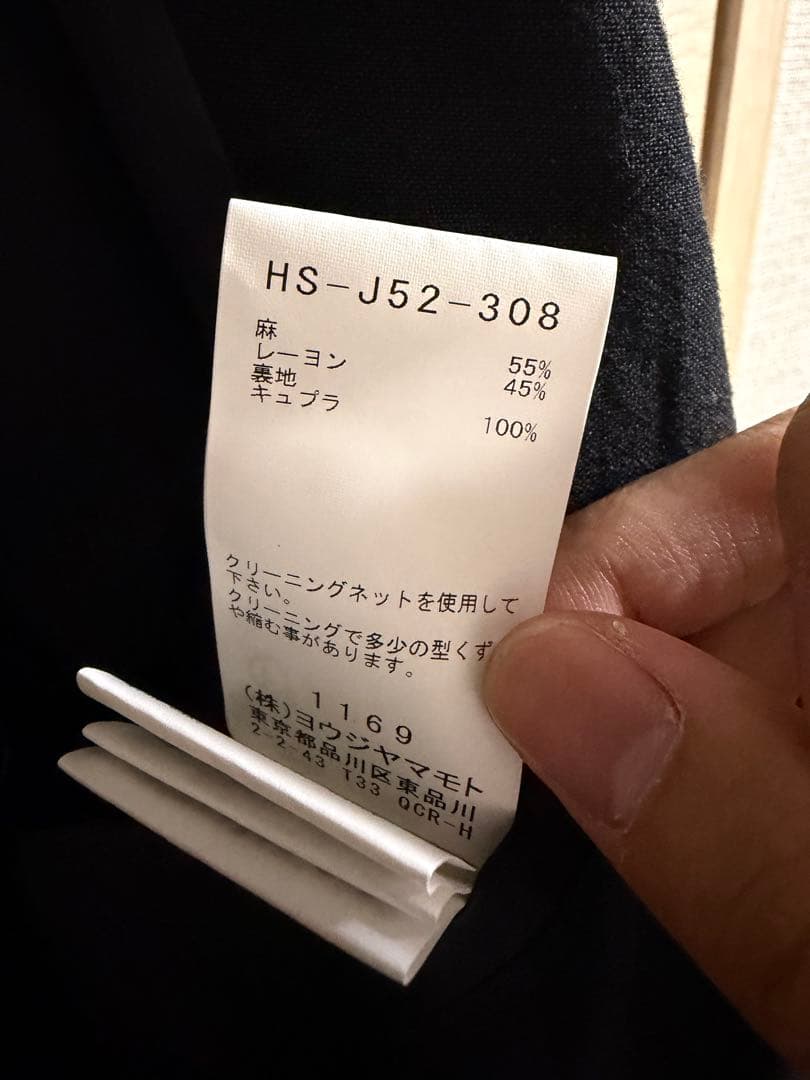 HS-J52-308
麻 55%
レーヨン 45%
裏地
キュプラ 100%
クリーニングネットを使用して
下さい。
クリーニングで多少の型くず
や縮む事があります。
1169
(株)ヨウジヤマモト
東京都品川区東品川
2-2-43 T33 QCR-H